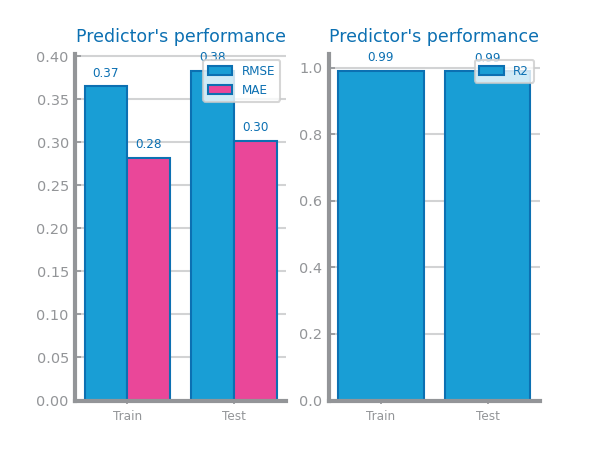 Predictor's performance
0.40
0.35
0.30
0.25
0.20
0.15
0.10
0.05
0.00
0.37
0.28
0.38
0.30
RMSE
MAE
Train
Test
Predictor's performance
1.0
0.8
0.6
0.4
0.2
0.0
0.99
0.99
R2
Train
Test